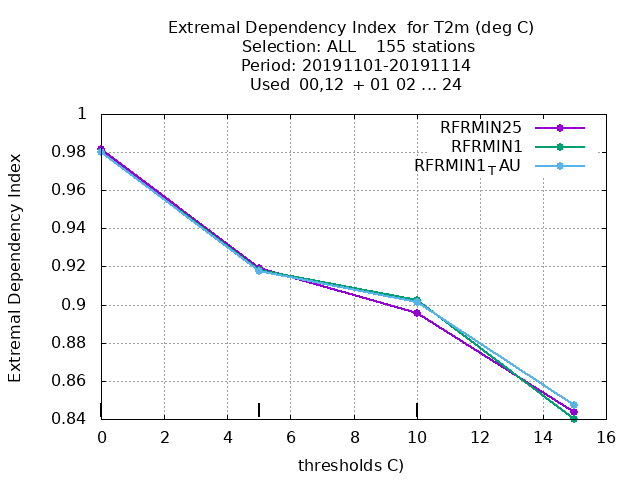 Extremal Dependency Index for T2m (deg C)
Selection: ALL 155 stations
Period: 20191101-20191114
Used 00,12 + 01 02 ... 24
1
0.98
0.96
0.94
0.92
0.9
0.88
0.86
0.84
0 2 4 6 8 10 12 14 16
Extremal Dependency Index
thresholds C)
RFRMIN25
RFRMIN1
RFRMIN1TAU